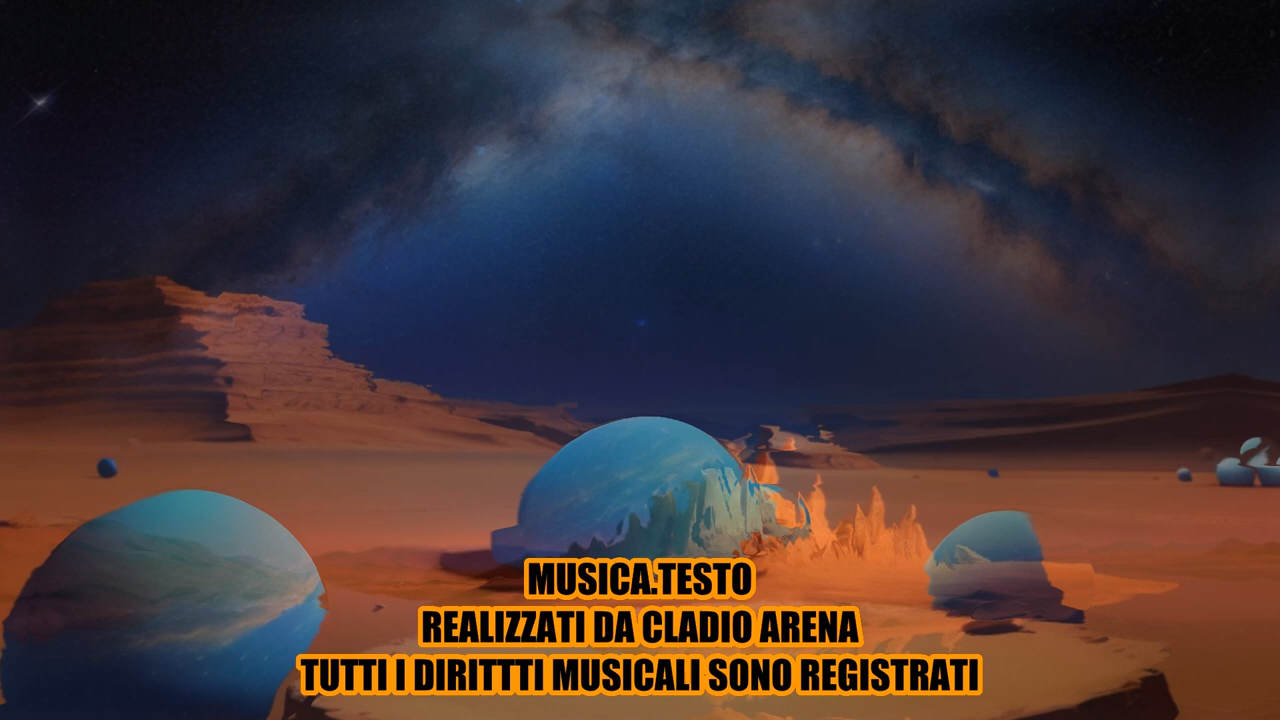 MUSICA.TESTO
REALIZZATI DA CLADIO ARENA
TUTTI I DIRITTTI MUSICALI SONO REGISTRATI